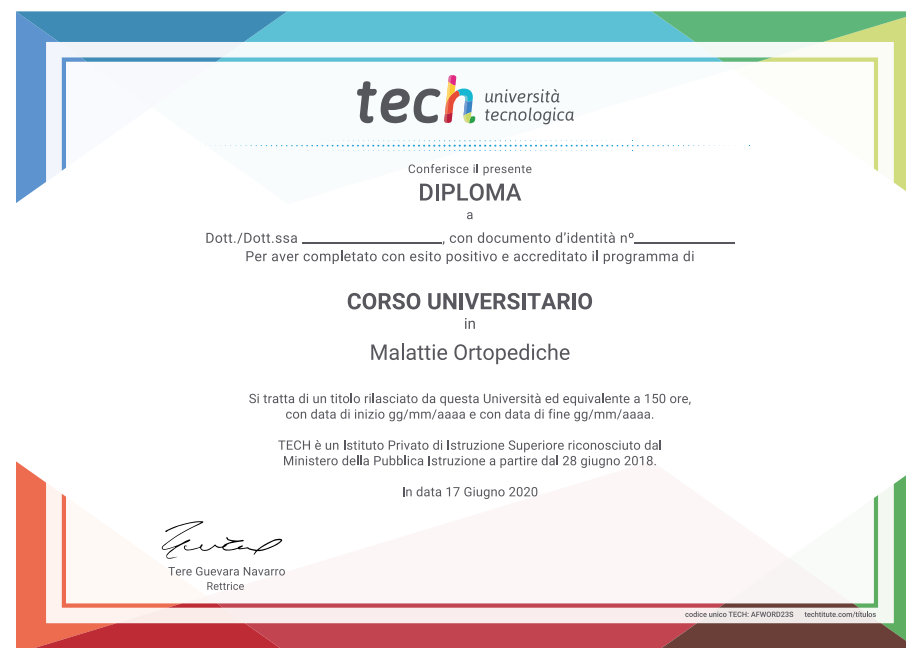 tech università
tecnologica
Conferisce il presente
DIPLOMA
a
Dott./Dott.ssa ________________, con documento d'identità nº____________
Per aver completato con esito positivo e accreditato il programma di
CORSO UNIVERSITARIO
in
Malattie Ortopediche
Si tratta di un titolo rilasciato da questa Università ed equivalente a 150 ore,
con data di inizio gg/mm/aaaa e con data di fine gg/mm/aaaa.
TECH è un Istituto Privato di Istruzione Superiore riconosciuto dal
Ministero della Pubblica Istruzione a partire dal 28 giugno 2018.
In data 17 Giugno 2020
Tere Guevara Navarro
Rettrice
codice unico TECH: AFWORD23S techtitute.com/titulos